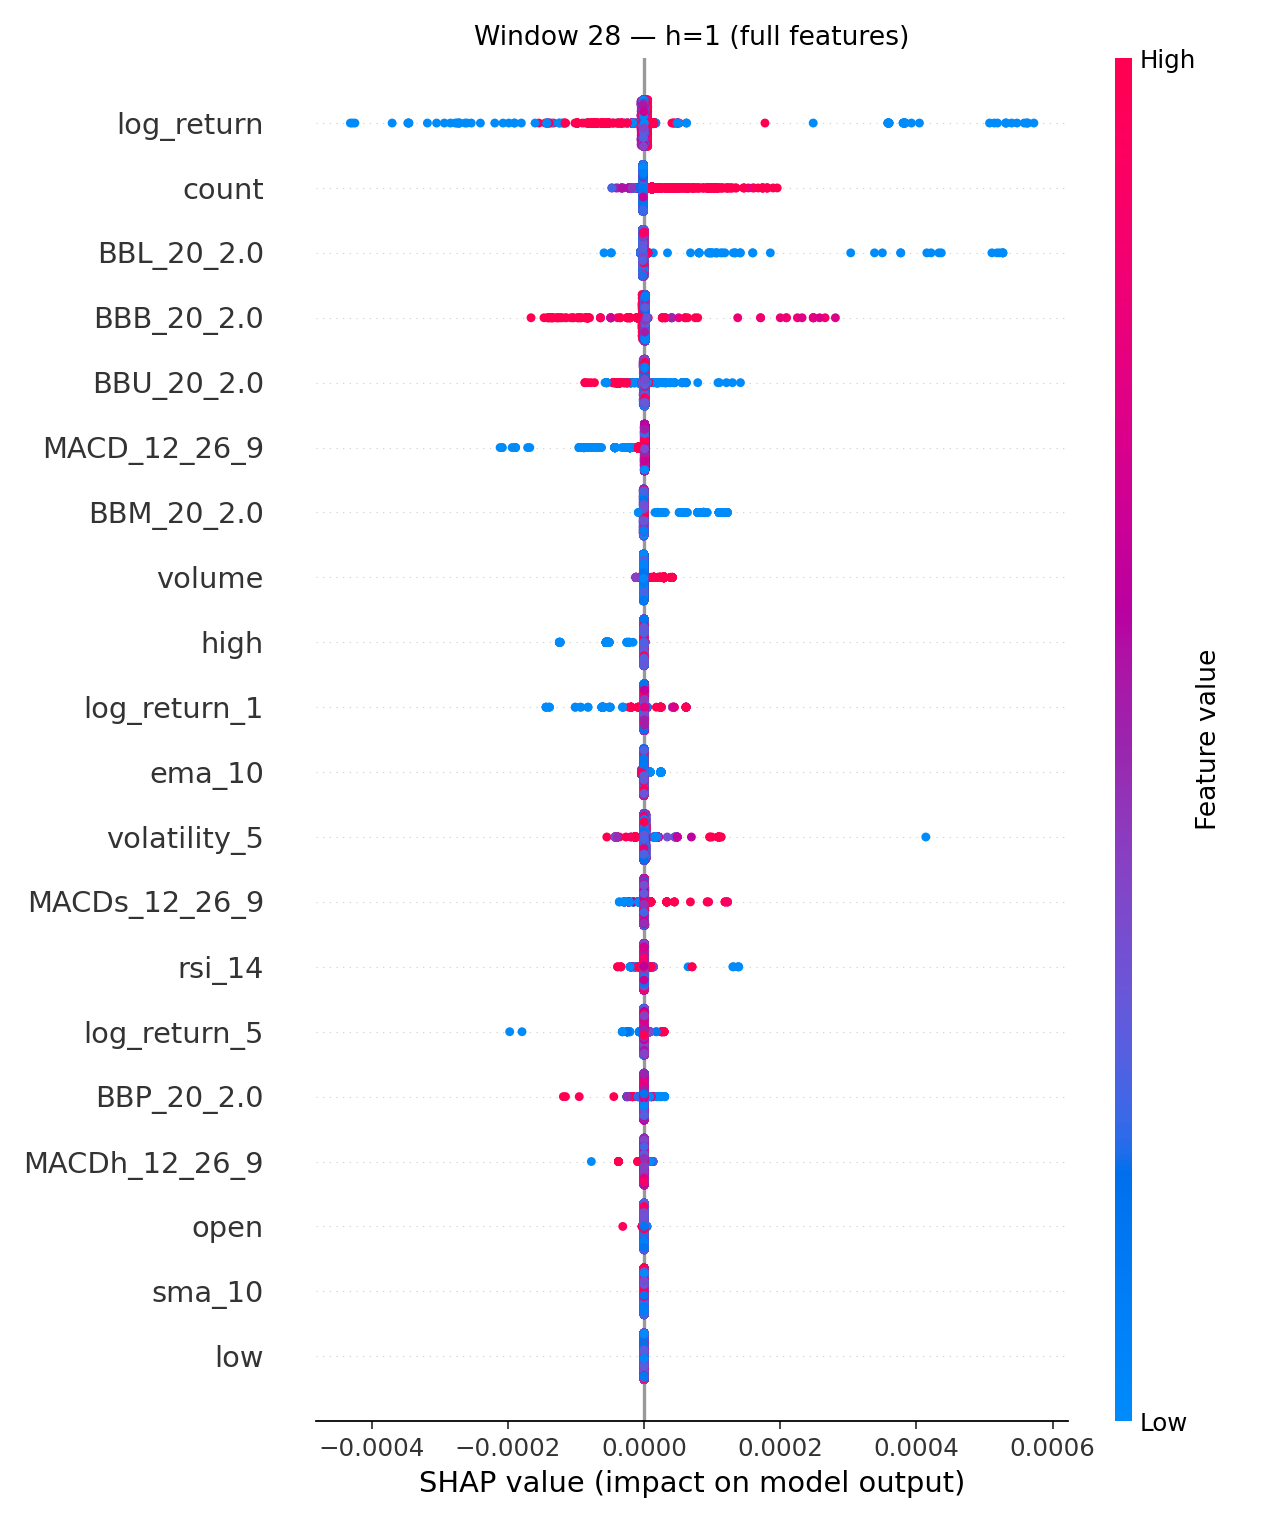 Window 28 — h=1 (full features)
High
log_return
count
BBL_20_2.0
BBB_20_2.0
BBU_20_2.0
MACD_12_26_9
BBM_20_2.0
volume
high
log_return_1
ema_10
volatility_5
MACDs_12_26_9
rsi_14
log_return_5
BBP_20_2.0
MACDh_12_26_9
open
sma_10
low
Feature value
Low
−0.0004 −0.0002 0.0000 0.0002 0.0004 0.0006
SHAP value (impact on model output)